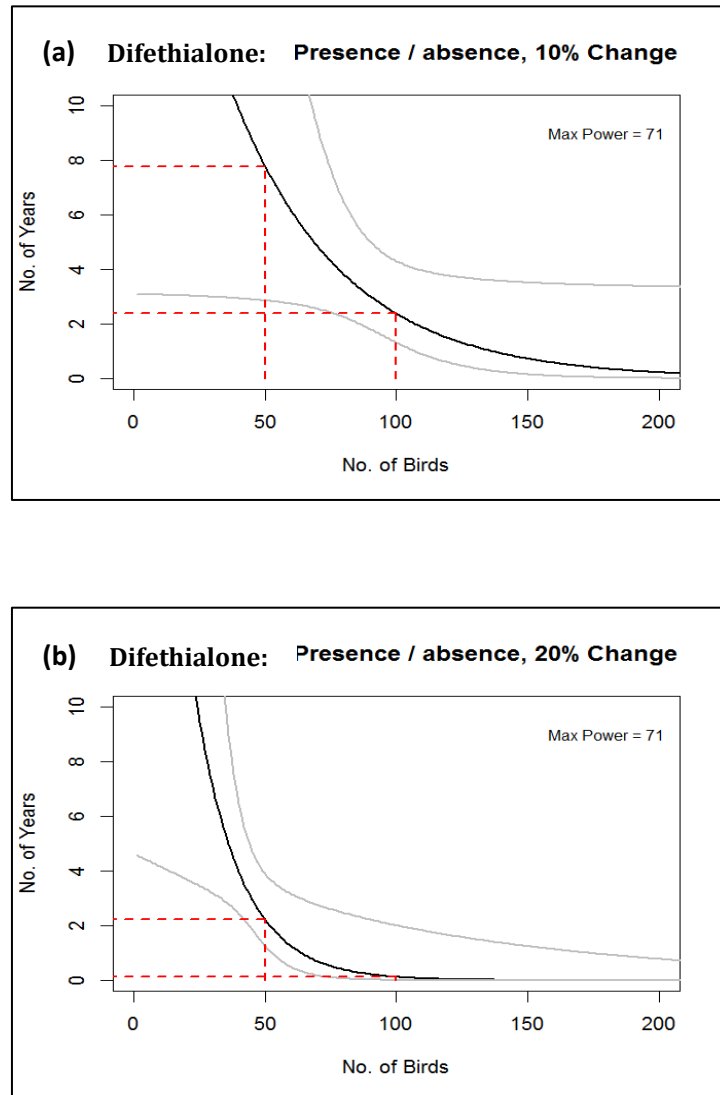 (a) Difethialone: Presence / absence, 10% Change
Max Power = 71
10
8
6
4
2
0
No. of Years
0 50 100 150 200
No. of Birds
(b) Difethialone: Presence / absence, 20% Change
Max Power = 71
10
8
6
4
2
0
No. of Years
0 50 100 150 200
No. of Birds